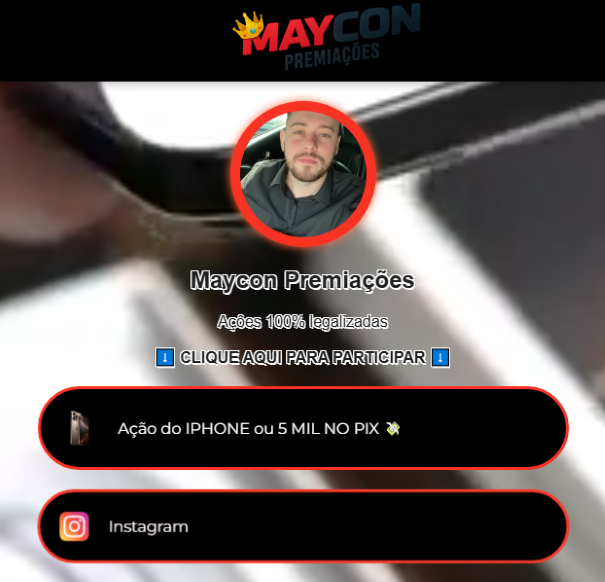 MAYCON
PREMIAÇÕES
Maycon Premiações
Ações 100% legalizadas
⬇️ CLIQUE AQUI PARA PARTICIPAR ⬇️
Ação do IPHONE ou 5 MIL NO PIX 💸
Instagram